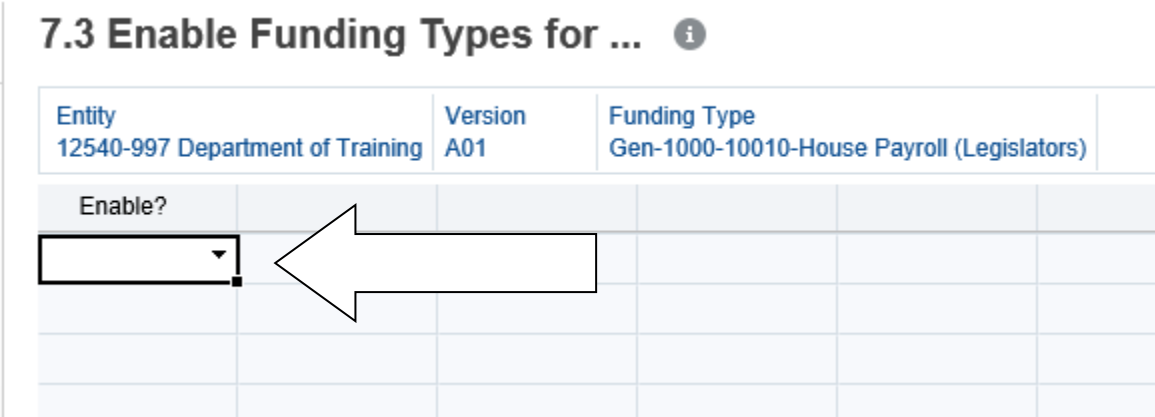 7.3 Enable Funding Types for ...
Entity Version Funding Type
12540-997 Department of Training A01 Gen-1000-10010-House Payroll (Legislators)
Enable?